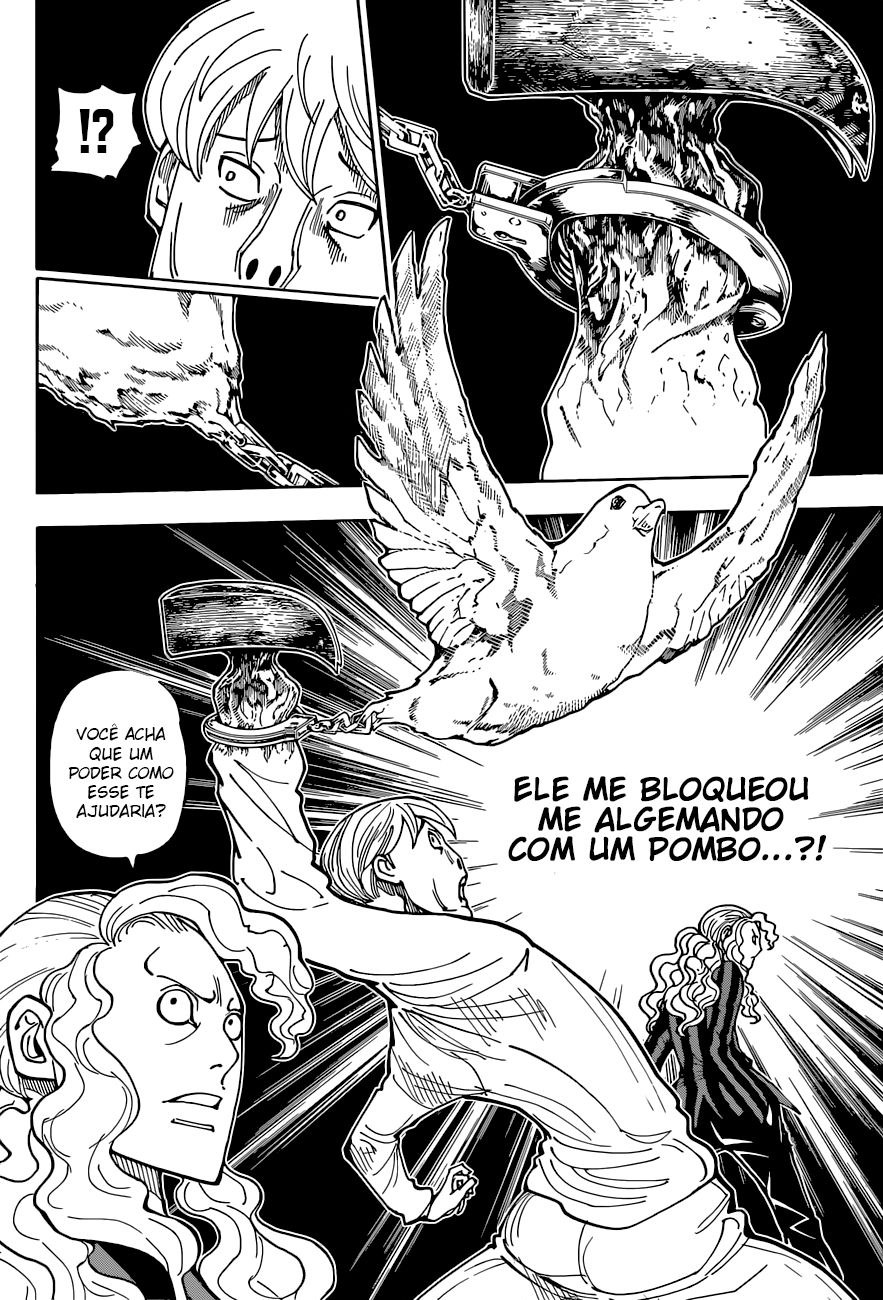 !?
VOCÊ ACHA
QUE UM
PODER COMO
ESSE TE
AJUDARIA?
ELE ME BLOQUEOU
ME ALGEMANDO
COM UM POMBO...?!